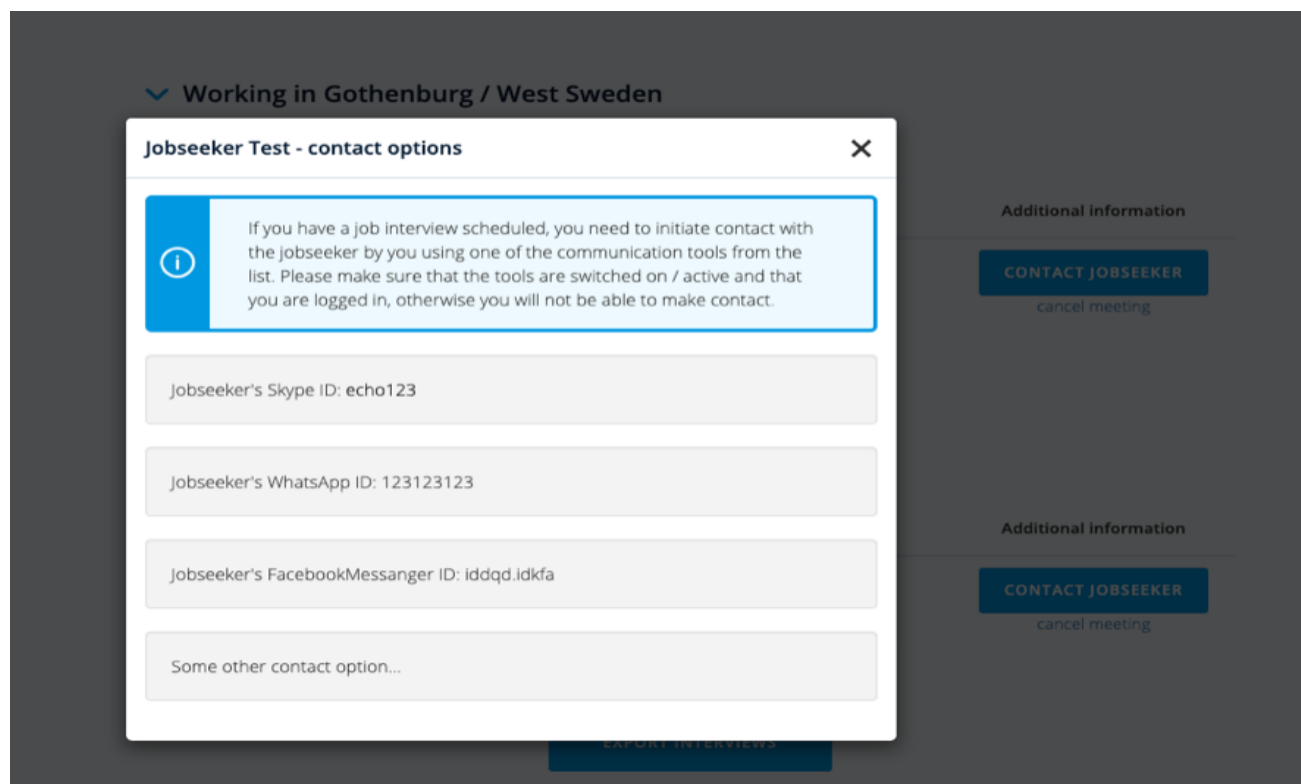 Working in Gothenburg / West Sweden
Jobseeker Test - contact options
If you have a job interview scheduled, you need to initiate contact with
the jobseeker by you using one of the communication tools from the
list. Please make sure that the tools are switched on / active and that
you are logged in, otherwise you will not be able to make contact.
Jobseeker's Skype ID: echo123
Jobseeker's WhatsApp ID: 123123123
Jobseeker's FacebookMessanger ID: iddqd.idkfa
Some other contact option...
Additional information
CONTACT JOBSEEKER
cancel meeting
Additional information
CONTACT JOBSEEKER
cancel meeting
EXPORT INTERVIEWS